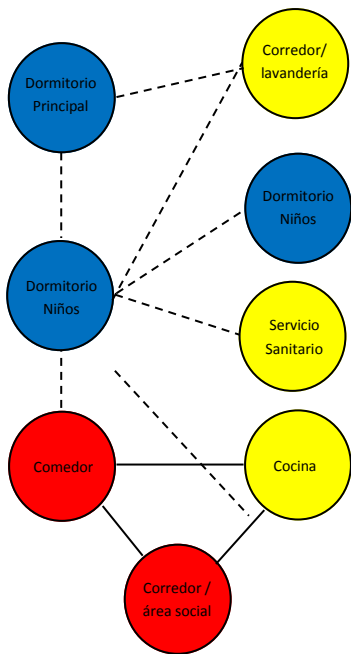 Corredor/
lavandería
Dormitorio
Principal
Dormitorio
Niños
Dormitorio
Niños
Servicio
Sanitario
Comedor
Cocina
Corredor /
área social